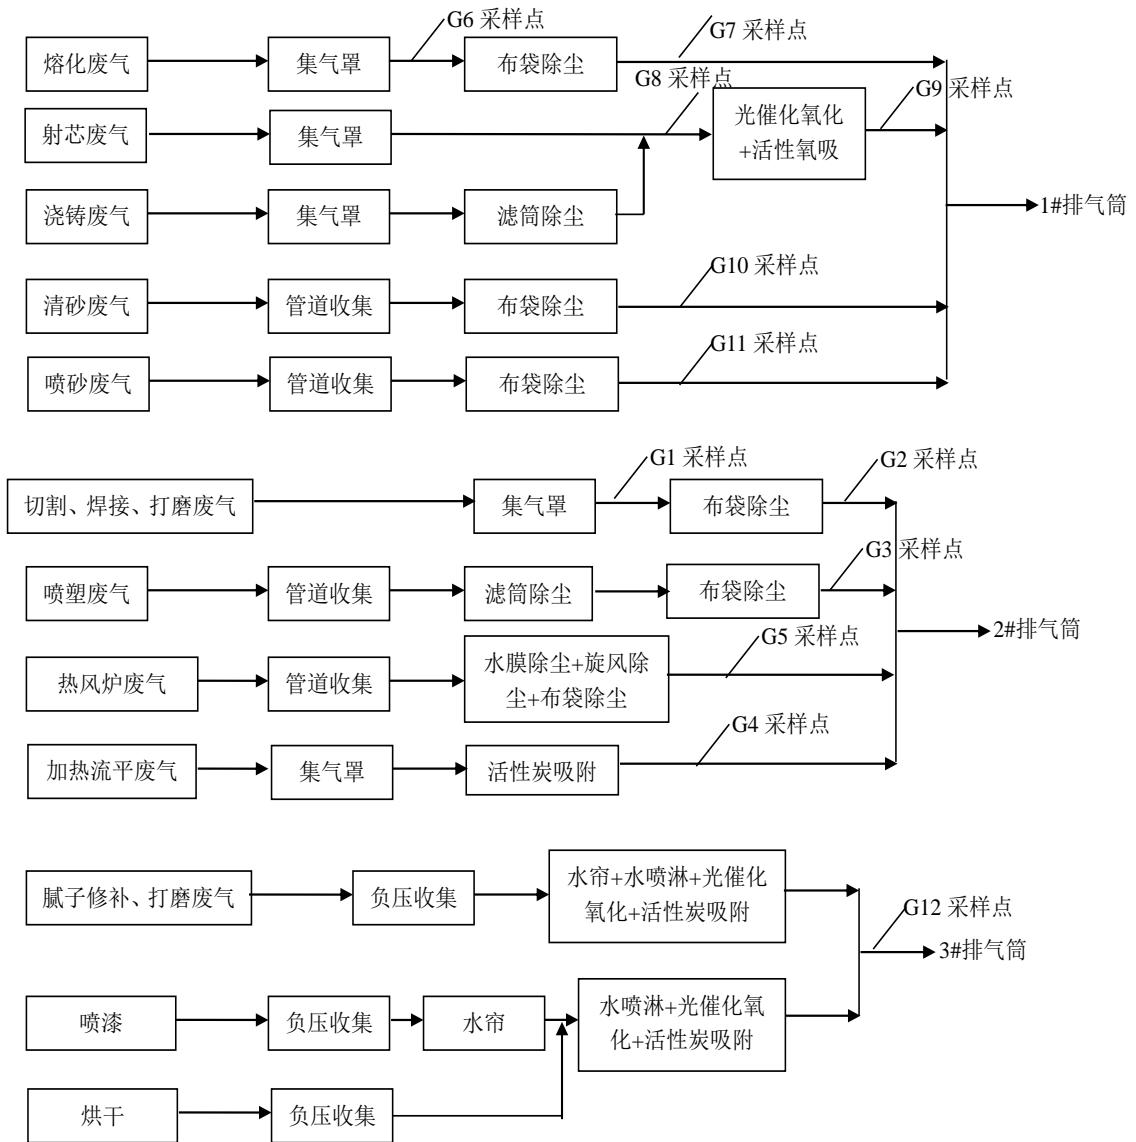 G6 采样点
G7 采样点
熔化废气
集气罩
布袋除尘
G8 采样点
G9 采样点
射芯废气
集气罩
光催化氧化
+活性氧吸
浇铸废气
集气罩
滤筒除尘
1#排气筒
G10 采样点
清砂废气
管道收集
布袋除尘
G11 采样点
喷砂废气
管道收集
布袋除尘
G1 采样点
G2 采样点
切割、焊接、打磨废气
集气罩
布袋除尘
G3 采样点
喷塑废气
管道收集
滤筒除尘
布袋除尘
2#排气筒
G5 采样点
热风炉废气
管道收集
水膜除尘+旋风除
尘+布袋除尘
G4 采样点
加热流平废气
集气罩
活性炭吸附
腻子修补、打磨废气
负压收集
水帘+水喷淋+光催化
氧化+活性炭吸附
G12 采样点
3#排气筒
喷漆
负压收集
水帘
水喷淋+光催化氧
化+活性炭吸附
烘干
负压收集